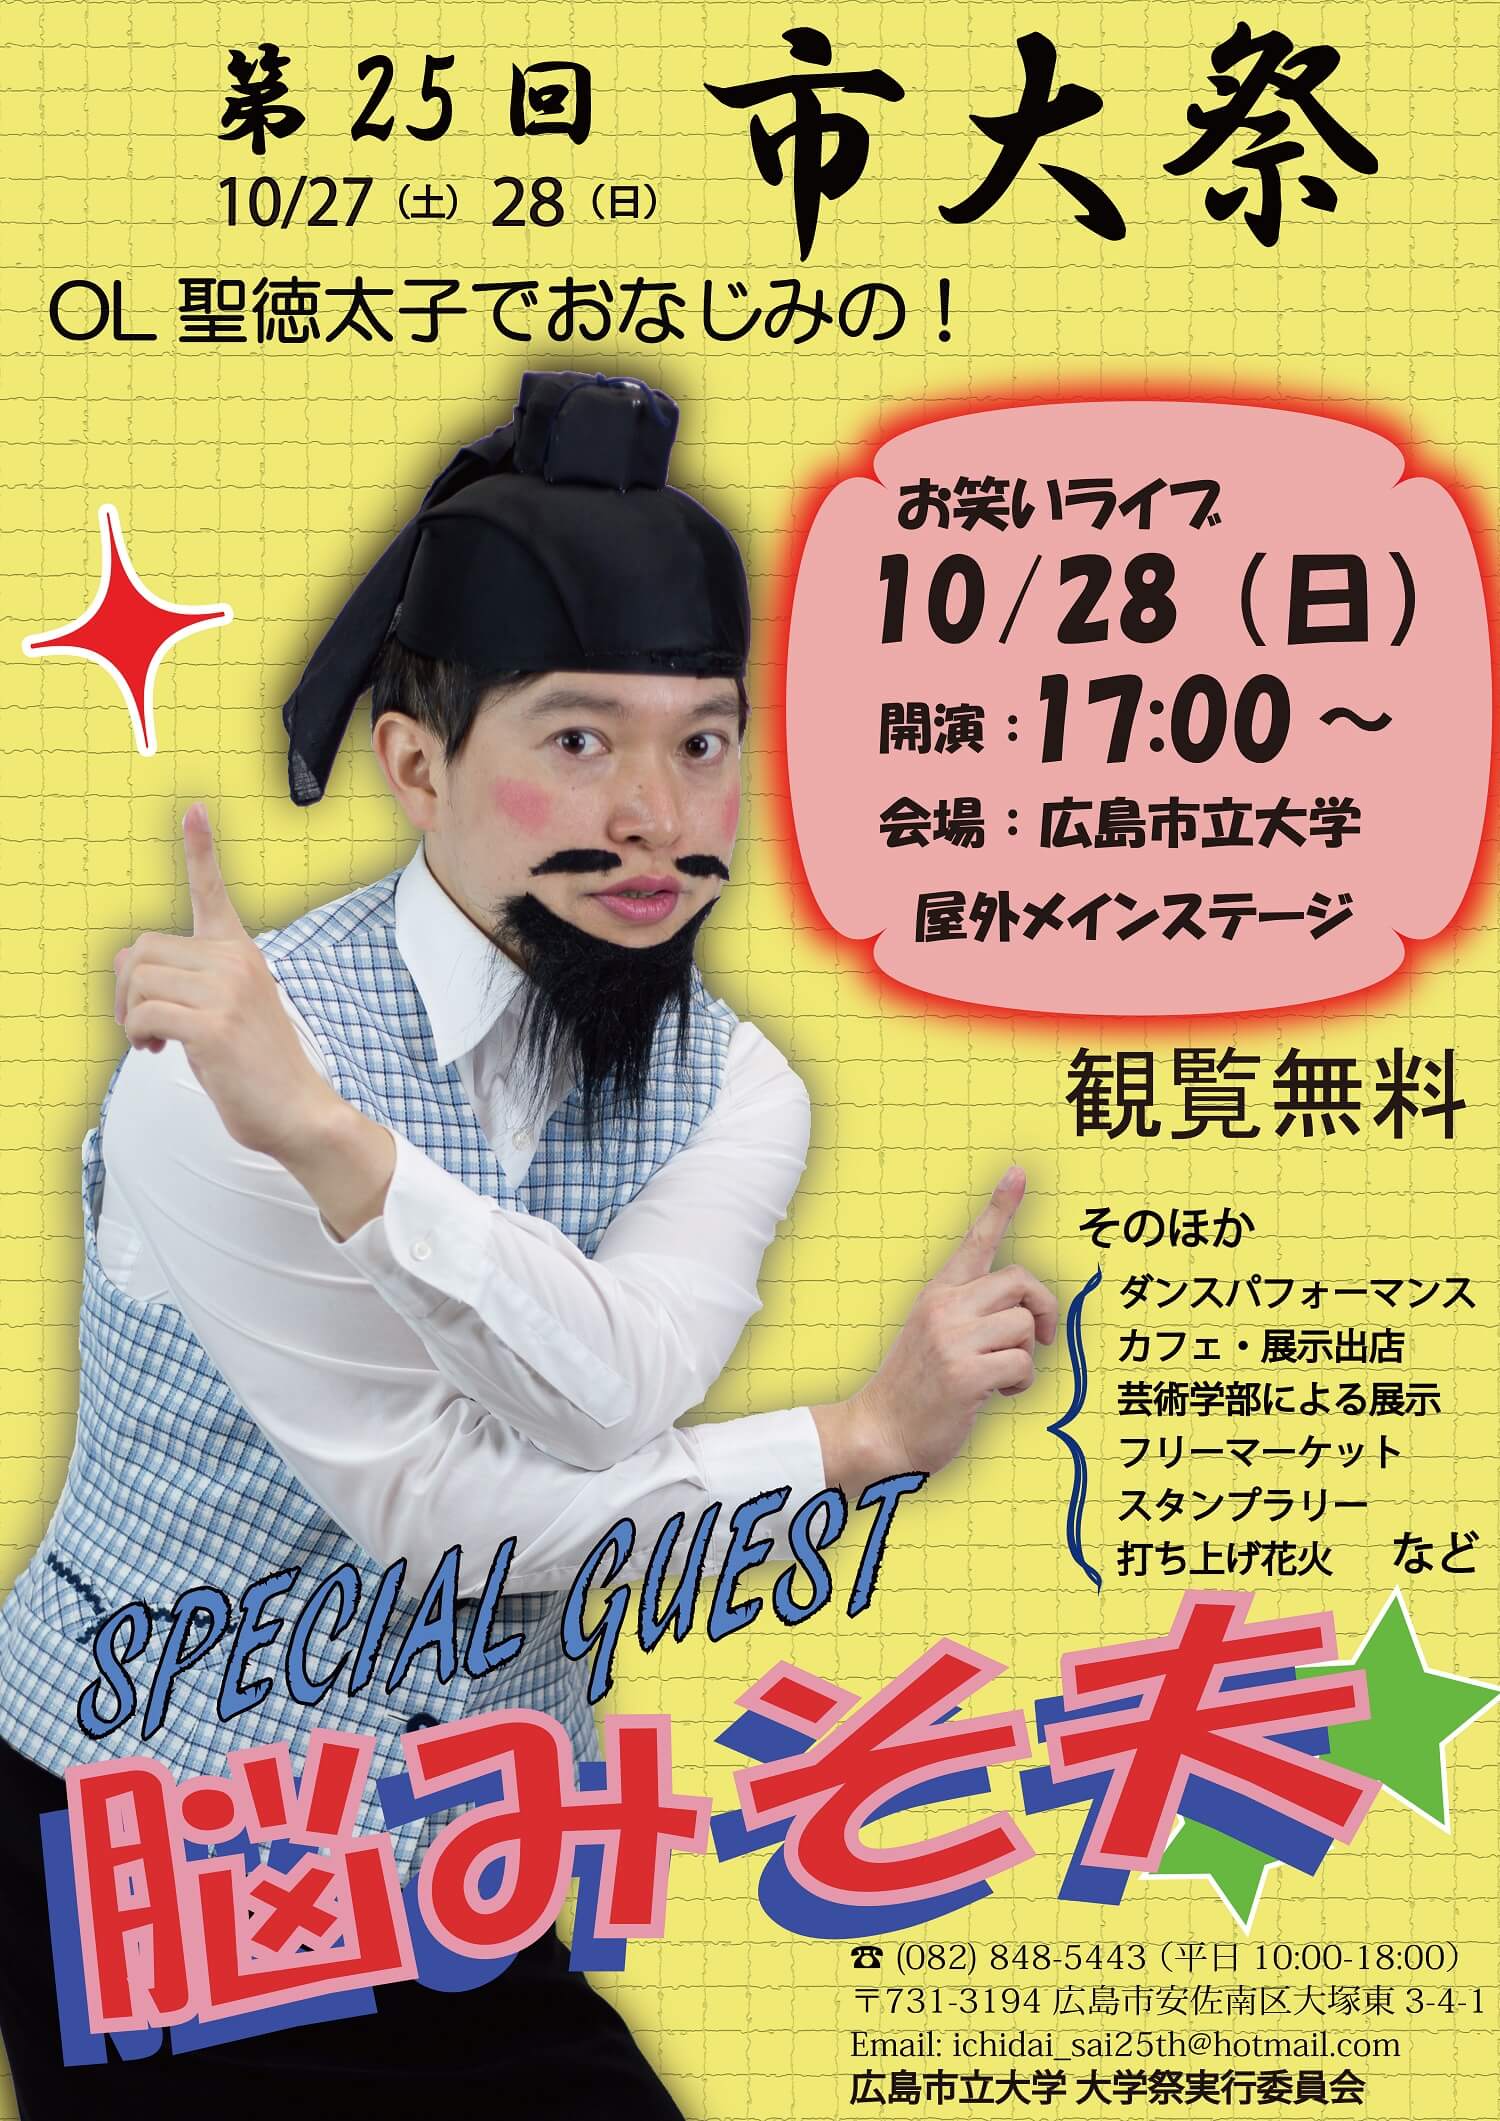 第25回 市大祭
10/27（土） 28（日）
OL 聖徳太子でおなじみの！
お笑いライブ
10/28（日）
開演：17:00～
会場：広島市立大学
屋外メインステージ
観覧無料
そのほか
ダンスパフォーマンス
カフェ・展示出店
芸術学部による展示
フリーマーケット
スタンプラリー
打ち上げ花火 など
SPECIAL GUEST
脳みそ夫
☎ (082) 848-5443（平日 10:00-18:00）
〒731-3194 広島市安佐南区大塚東 3-4-1
Email: ichidai_sai25th@hotmail.com
広島市立大学 大学祭実行委員会